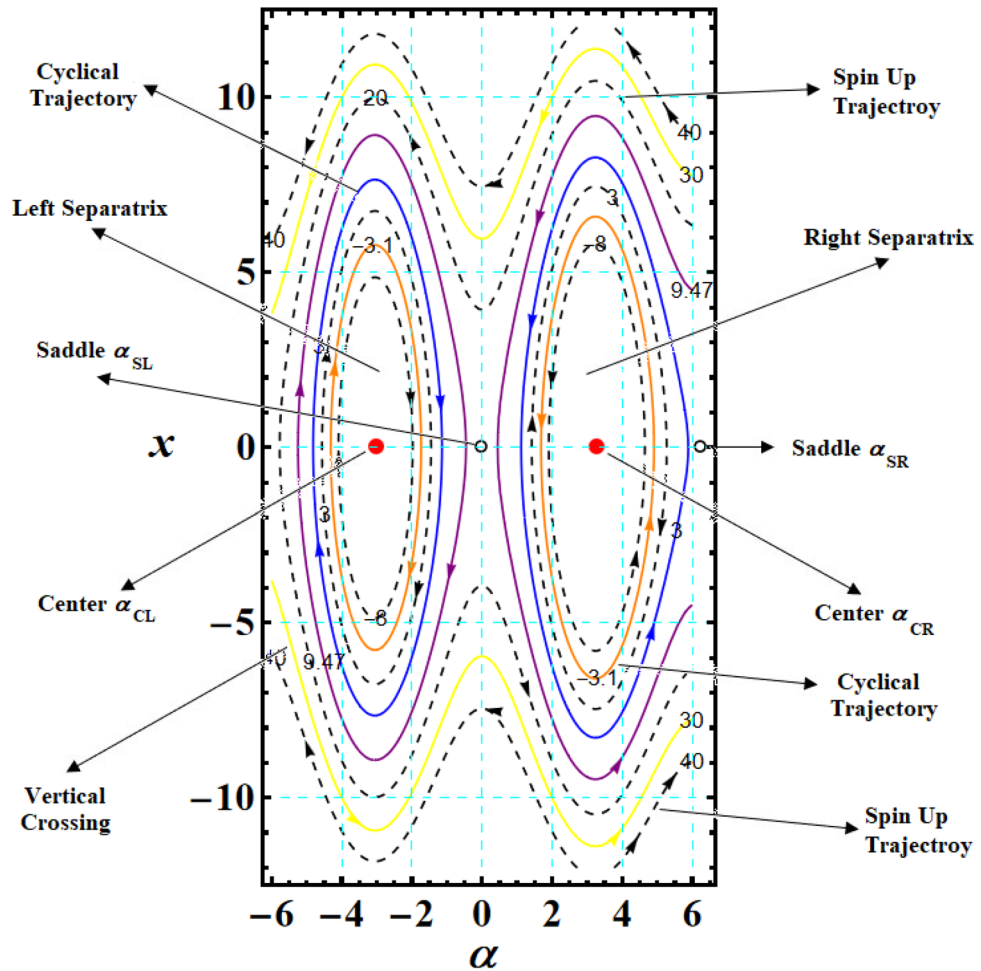 Cyclical
Trajectory
Left Separatrix
Saddle α_SL
x
Center α_CL
Vertical
Crossing
Spin Up
Trajectroy
Right Separatrix
Saddle α_SR
Center α_CR
Cyclical
Trajectory
Spin Up
Trajectroy
10
5
0
−5
−10
−6 −4 −2 0 2 4 6
α
20
40
30
40
3
−3.1
−8
9.47
3
3
−8
−3.1
9.47
40
30
40